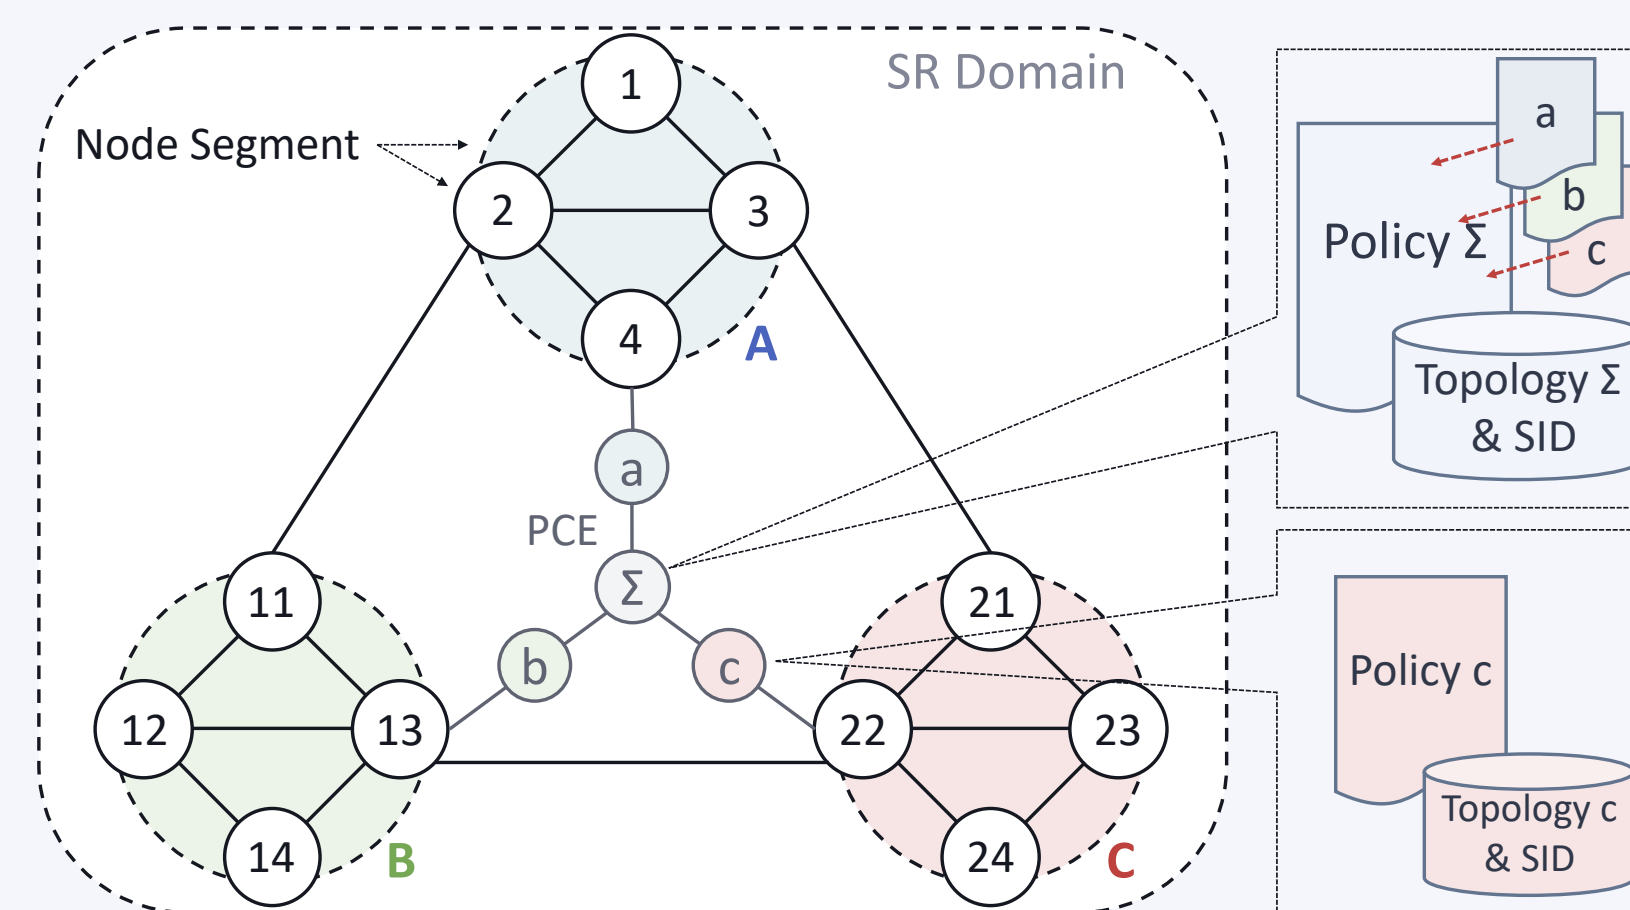 SR Domain
Node Segment
1
2
3
4
A
a
PCE
Σ
b
c
11
12
13
14
B
21
22
23
24
C
a
b
c
Policy Σ
Topology Σ
& SID
Policy c
Topology c
& SID